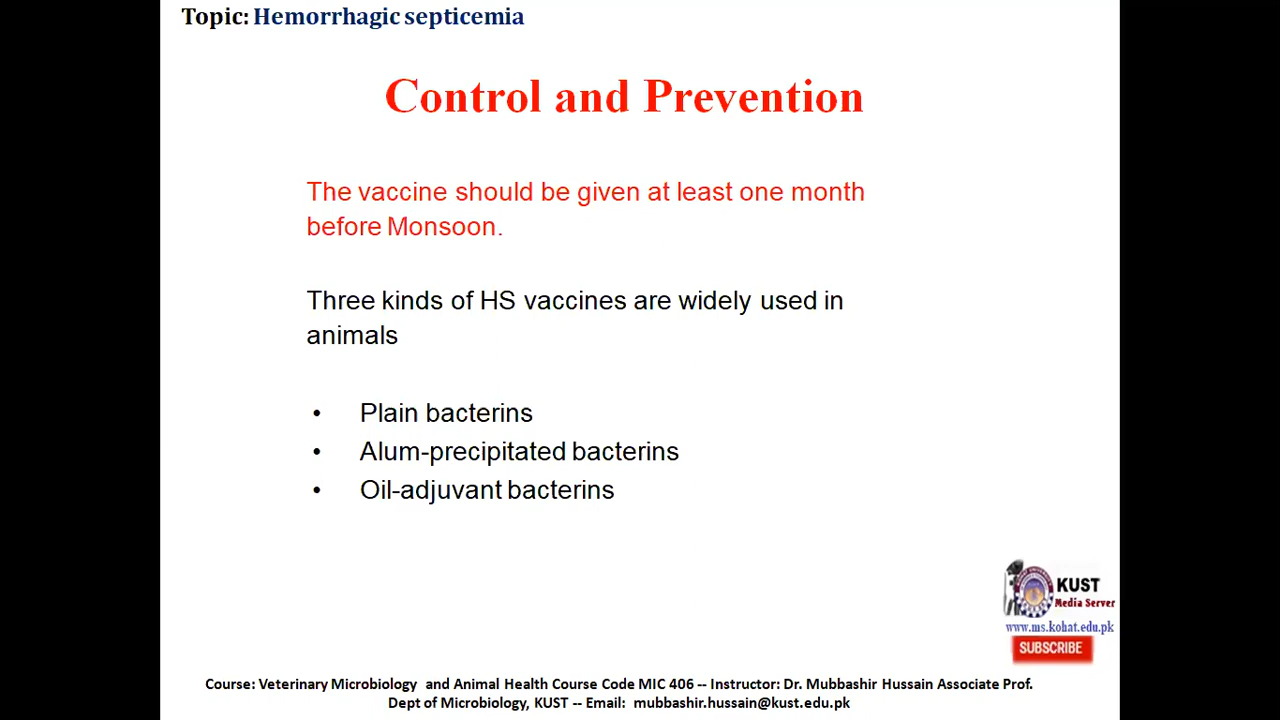 Topic: Hemorrhagic septicemia
Control and Prevention
The vaccine should be given at least one month
before Monsoon.
Three kinds of HS vaccines are widely used in
animals
• Plain bacterins
• Alum-precipitated bacterins
• Oil-adjuvant bacterins
KUST
Media Server
www.ms.kohat.edu.pk
SUBSCRIBE
Course: Veterinary Microbiology and Animal Health Course Code MIC 406 -- Instructor: Dr. Mubbashir Hussain Associate Prof.
Dept of Microbiology, KUST -- Email: mubbashir.hussain@kust.edu.pk